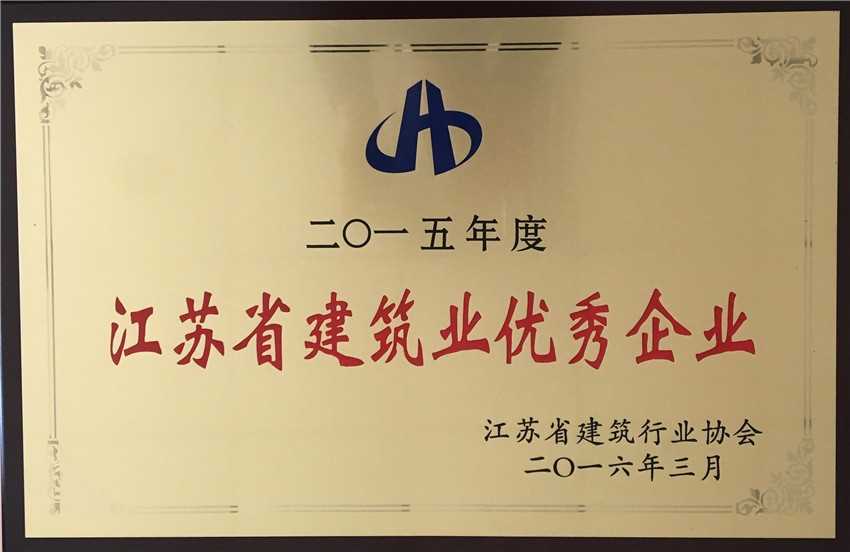 二〇一五年度
江苏省建筑业优秀企业
江苏省建筑行业协会
二〇一六年三月